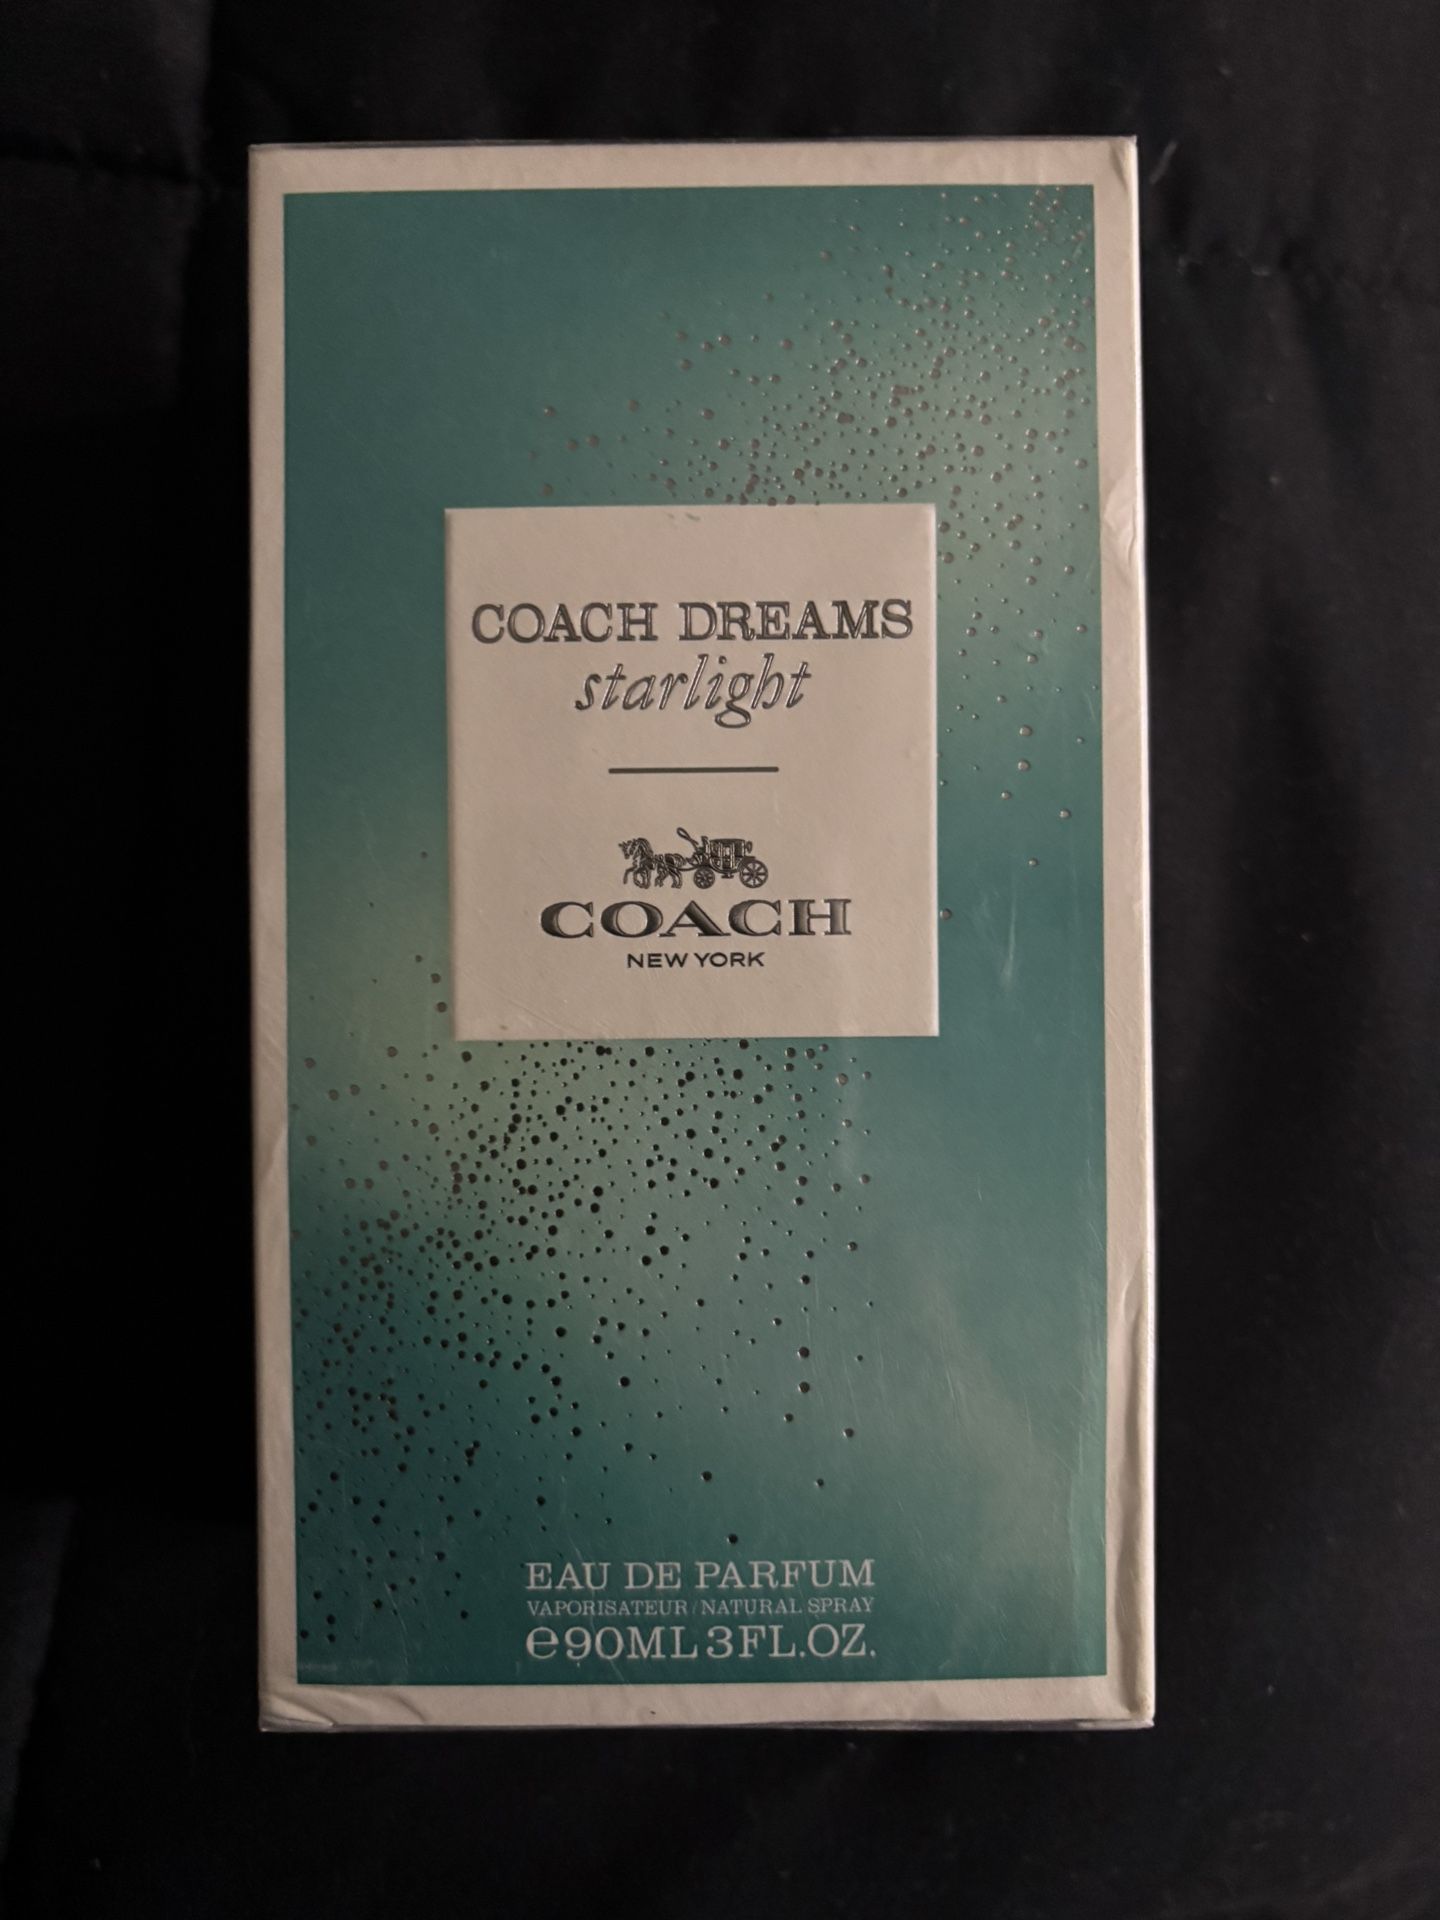 COACH DREAMS
starlight
COACH
NEW YORK
EAU DE PARFUM
VAPORISATEUR / NATURAL SPRAY
℮90ML 3FL.OZ.